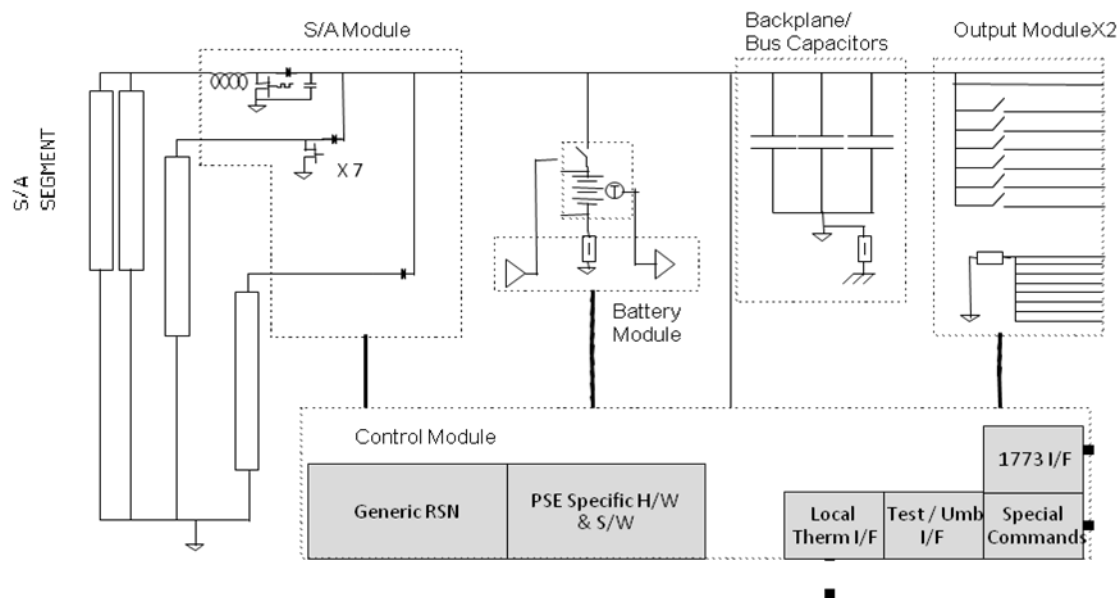 S/A Module
Backplane/
Bus Capacitors
Output ModuleX2
S/A
SEGMENT
X 7
T
I
I
Battery
Module
Control Module
Generic RSN
PSE Specific H/W
& S/W
Local
Therm I/F
Test / Umb
I/F
1773 I/F
Special
Commands